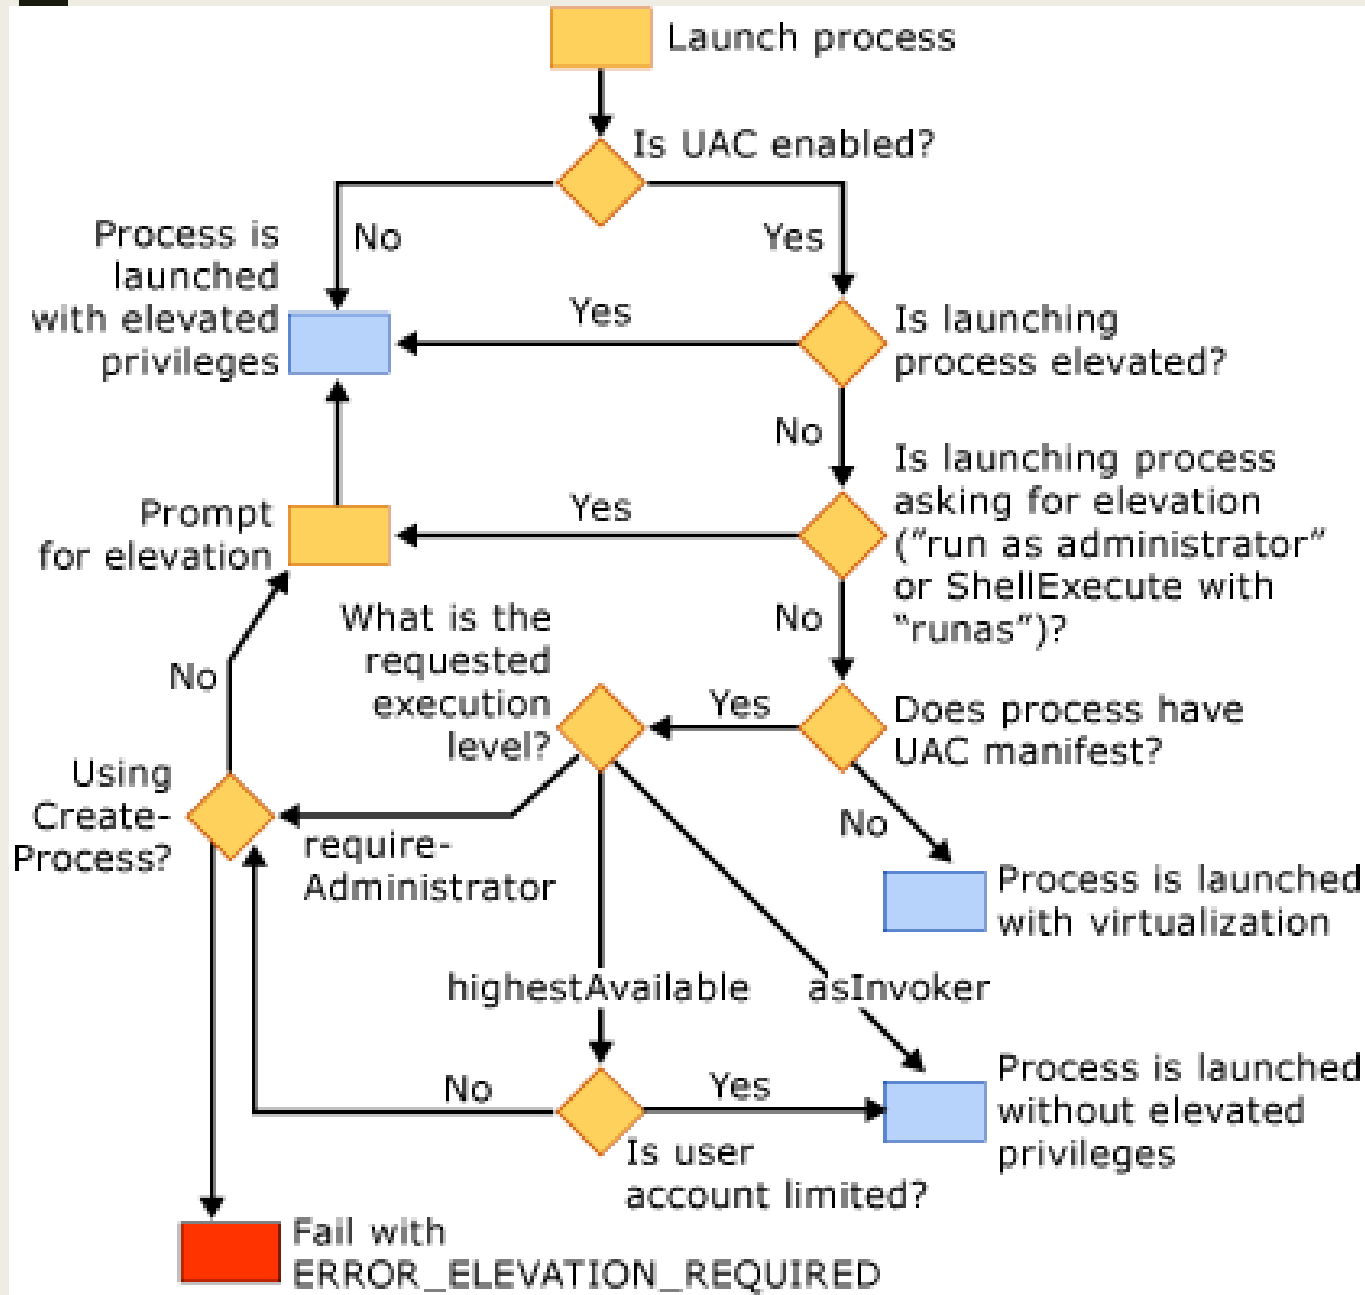 Launch process
Is UAC enabled?
No
Yes
Process is
launched
with elevated
privileges
Yes
Is launching
process elevated?
No
Is launching process
asking for elevation
("run as administrator"
or ShellExecute with
"runas")?
Yes
Prompt
for elevation
No
What is the
requested
execution
level?
Yes
Does process have
UAC manifest?
No
No
Using
Create-
Process?
require-
Administrator
Process is launched
with virtualization
highestAvailable
asInvoker
Process is launched
without elevated
privileges
No
Yes
Is user
account limited?
Fail with
ERROR_ELEVATION_REQUIRED